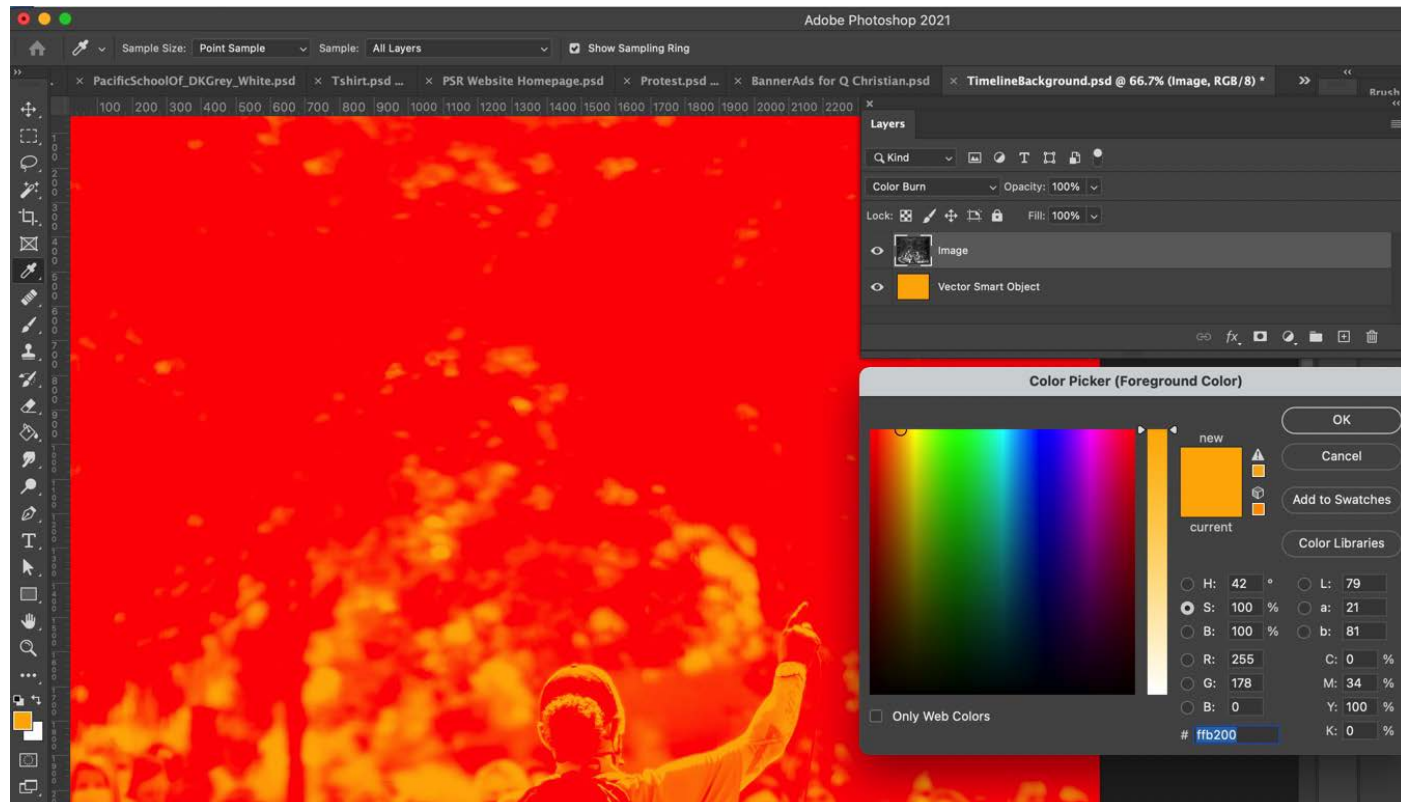 Adobe Photoshop 2021
Sample Size: Point Sample Sample: All Layers Show Sampling Ring
× PacificSchoolOf_DKGrey_White.psd × Tshirt.psd ... × PSR Website Homepage.psd × Protest.psd ... × BannerAds for Q Christian.psd × TimelineBackground.psd @ 66.7% (Image, RGB/8) *
Brush
100 200 300 400 500 600 700 800 900 1000 1100 1200 1300 1400 1500 1600 1700 1800 1900 2000 2100 2200
Layers
Kind
Color Burn Opacity: 100%
Lock: Fill: 100%
Image
Vector Smart Object
fx
Color Picker (Foreground Color)
new
current
OK
Cancel
Add to Swatches
Color Libraries
H: 42 ° L: 79
S: 100 % a: 21
B: 100 % b: 81
R: 255 C: 0 %
G: 178 M: 34 %
B: 0 Y: 100 %
# ffb200 K: 0 %
Only Web Colors